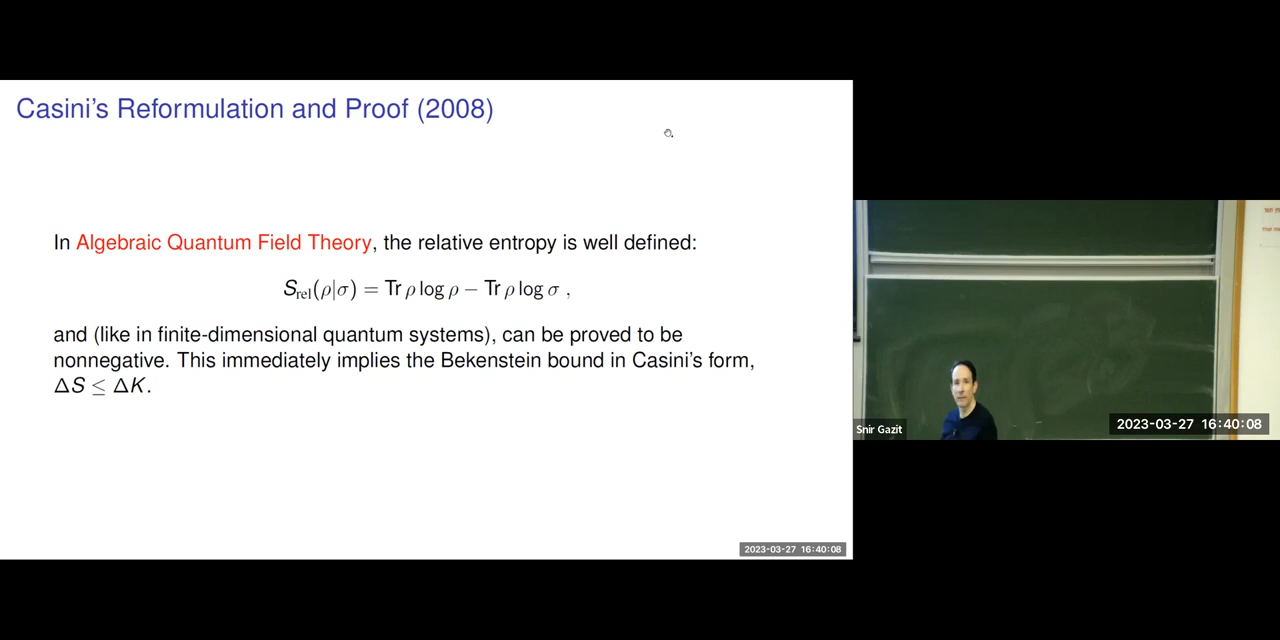 Casini's Reformulation and Proof (2008)
In Algebraic Quantum Field Theory, the relative entropy is well defined:
S_rel(ρ|σ) = Tr ρ log ρ − Tr ρ log σ ,
and (like in finite-dimensional quantum systems), can be proved to be
nonnegative. This immediately implies the Bekenstein bound in Casini's form,
ΔS ≤ ΔK.
2023-03-27 16:40:08
Snir Gazit
2023-03-27 16:40:08